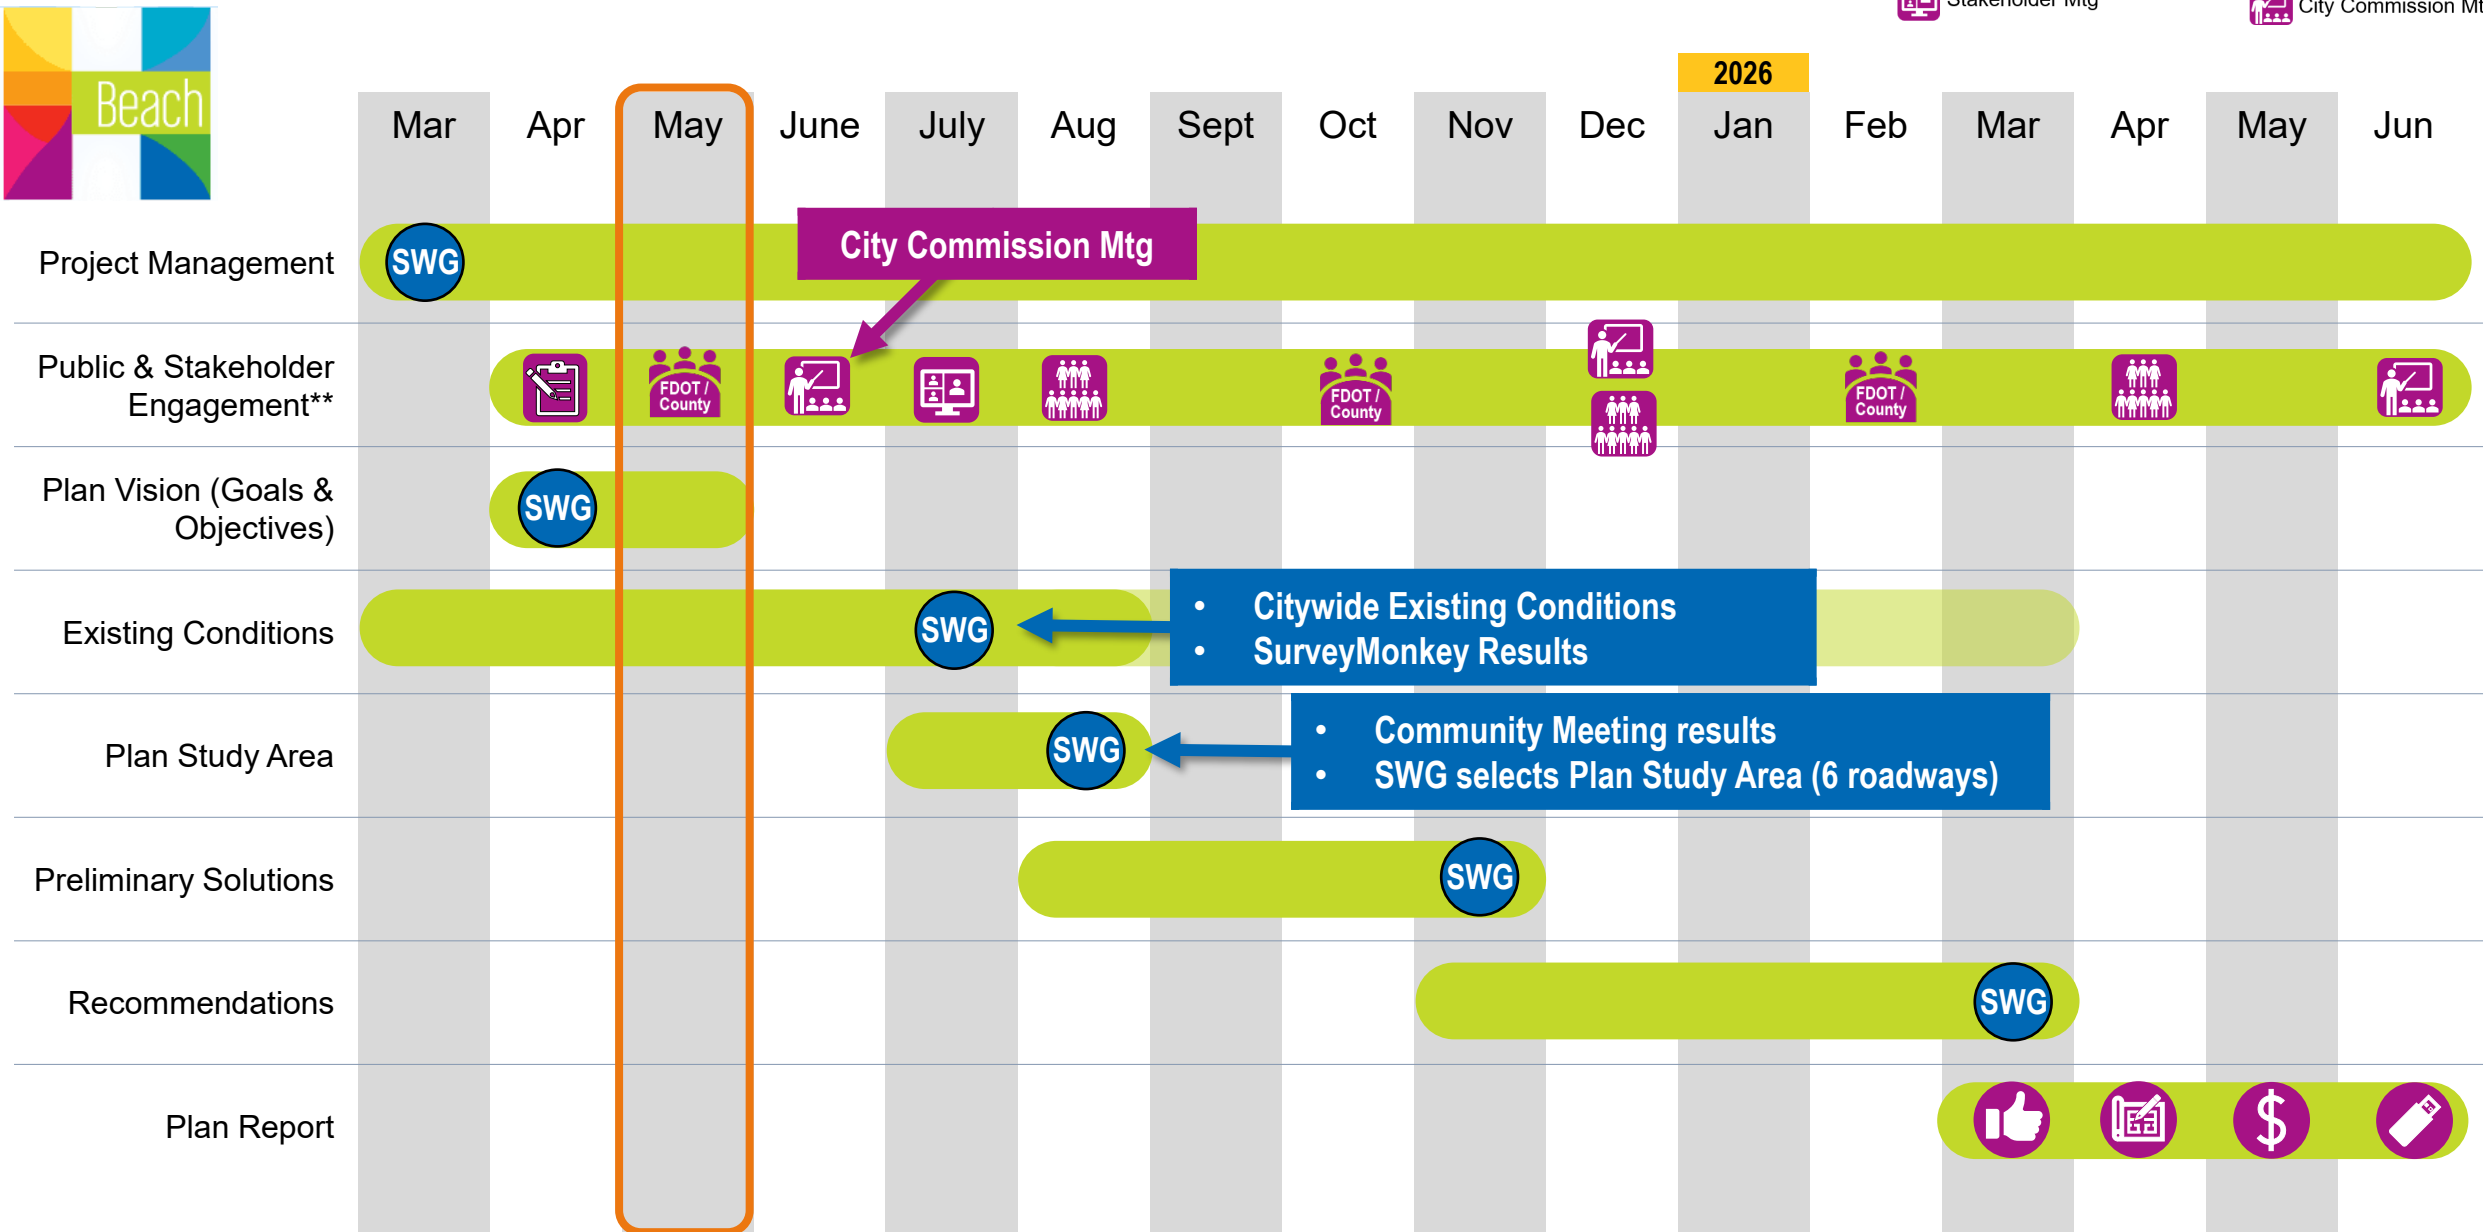 Stakeholder Mtg
City Commission Mt
Beach
2026
Mar Apr May June July Aug Sept Oct Nov Dec Jan Feb Mar Apr May Jun
Project Management
SWG
City Commission Mtg
Public & Stakeholder
Engagement**
FDOT /
County
FDOT /
County
FDOT /
County
Plan Vision (Goals &
Objectives)
SWG
Existing Conditions
SWG
• Citywide Existing Conditions
• SurveyMonkey Results
Plan Study Area
SWG
• Community Meeting results
• SWG selects Plan Study Area (6 roadways)
Preliminary Solutions
SWG
Recommendations
SWG
Plan Report
$